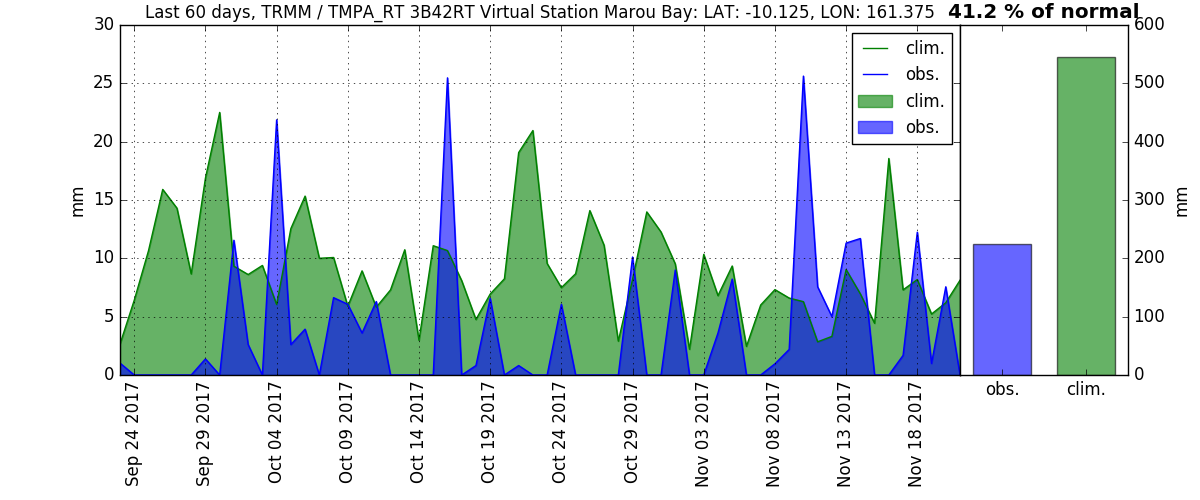 Last 60 days, TRMM / TMPA_RT 3B42RT Virtual Station Marou Bay: LAT: -10.125, LON: 161.375 41.2 % of normal
30
25
20
15
10
5
0
mm
clim.
obs.
clim.
obs.
600
500
400
300
200
100
0
mm
Sep 24 2017
Sep 29 2017
Oct 04 2017
Oct 09 2017
Oct 14 2017
Oct 19 2017
Oct 24 2017
Oct 29 2017
Nov 03 2017
Nov 08 2017
Nov 13 2017
Nov 18 2017
obs.
clim.